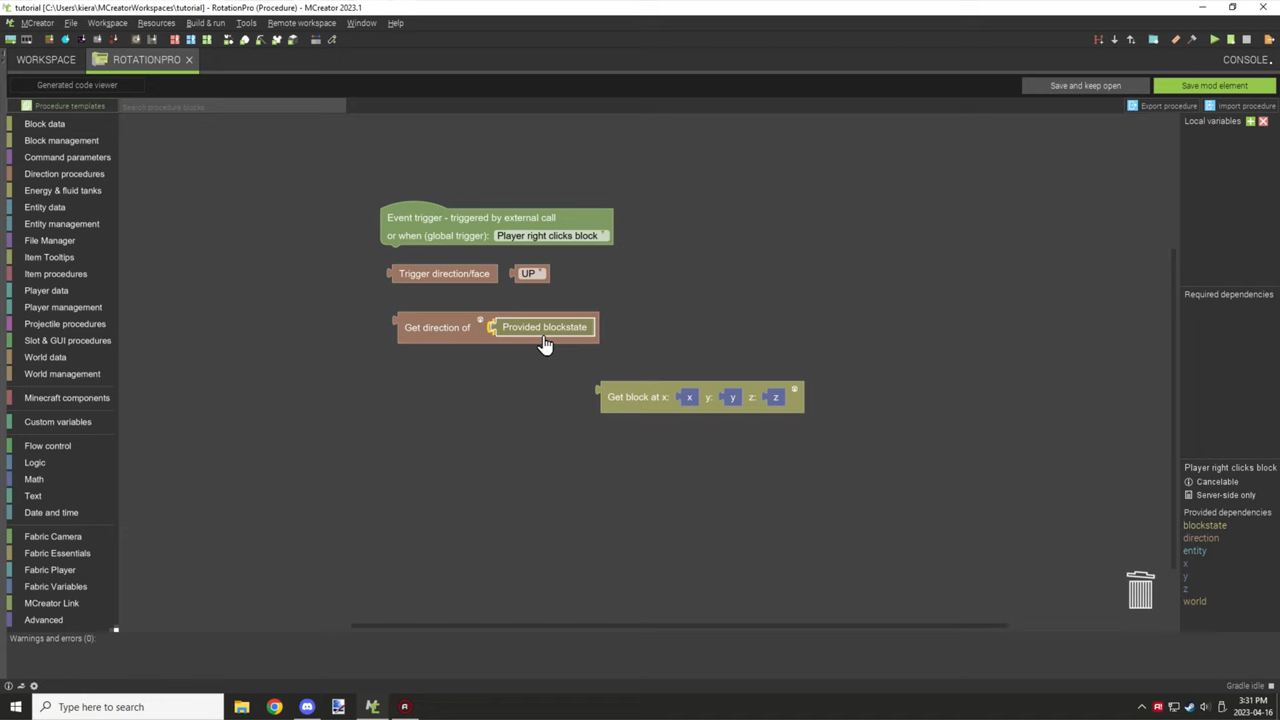 tutorial [C:\Users\kiera\MCreatorWorkspaces\tutorial] - RotationPro (Procedure) - MCreator 2023.1
MCreator File Workspace Resources Build & run Tools Remote workspace Window Help
WORKSPACE
ROTATIONPRO
CONSOLE
Generated code viewer
Save and keep open
Save mod element
Procedure templates
Search procedure blocks...
Export procedure
Import procedure
Block data
Block management
Command parameters
Direction procedures
Energy & fluid tanks
Entity data
Entity management
File Manager
Item Tooltips
Item procedures
Player data
Player management
Projectile procedures
Slot & GUI procedures
World data
World management
Minecraft components
Custom variables
Flow control
Logic
Math
Text
Date and time
Fabric Camera
Fabric Essentials
Fabric Player
Fabric Variables
MCreator Link
Advanced
Event trigger - triggered by external call
or when (global trigger): Player right clicks block
Trigger direction/face
UP
Get direction of
Provided blockstate
Get block at x: x y: y z: z
Local variables
Required dependencies
Player right clicks block
Cancelable
Server-side only
Provided dependencies
blockstate
direction
entity
x
y
z
world
Warnings and errors (0):
Gradle idle
Type here to search
3:31 PM
2023-04-16